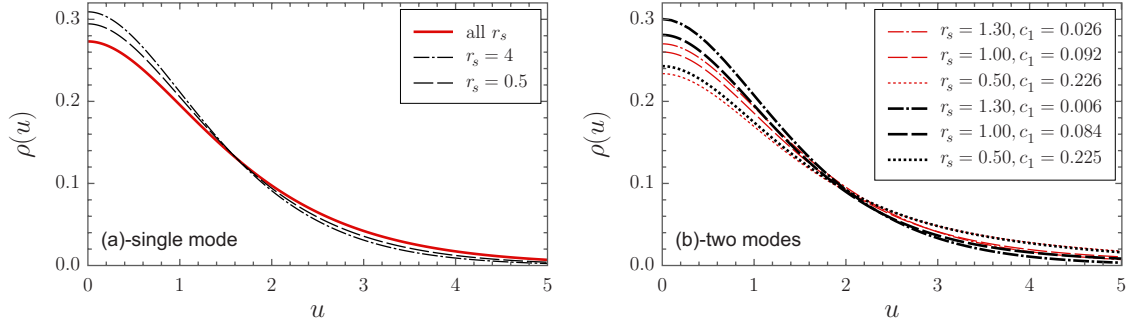 0.3
0.2
0.1
0.0
ρ(u)
0 1 2 3 4 5
u
all r_s
r_s = 4
r_s = 0.5
(a)-single mode
0.3
0.2
0.1
0.0
ρ(u)
0 1 2 3 4 5
u
r_s = 1.30, c_1 = 0.026
r_s = 1.00, c_1 = 0.092
r_s = 0.50, c_1 = 0.226
r_s = 1.30, c_1 = 0.006
r_s = 1.00, c_1 = 0.084
r_s = 0.50, c_1 = 0.225
(b)-two modes